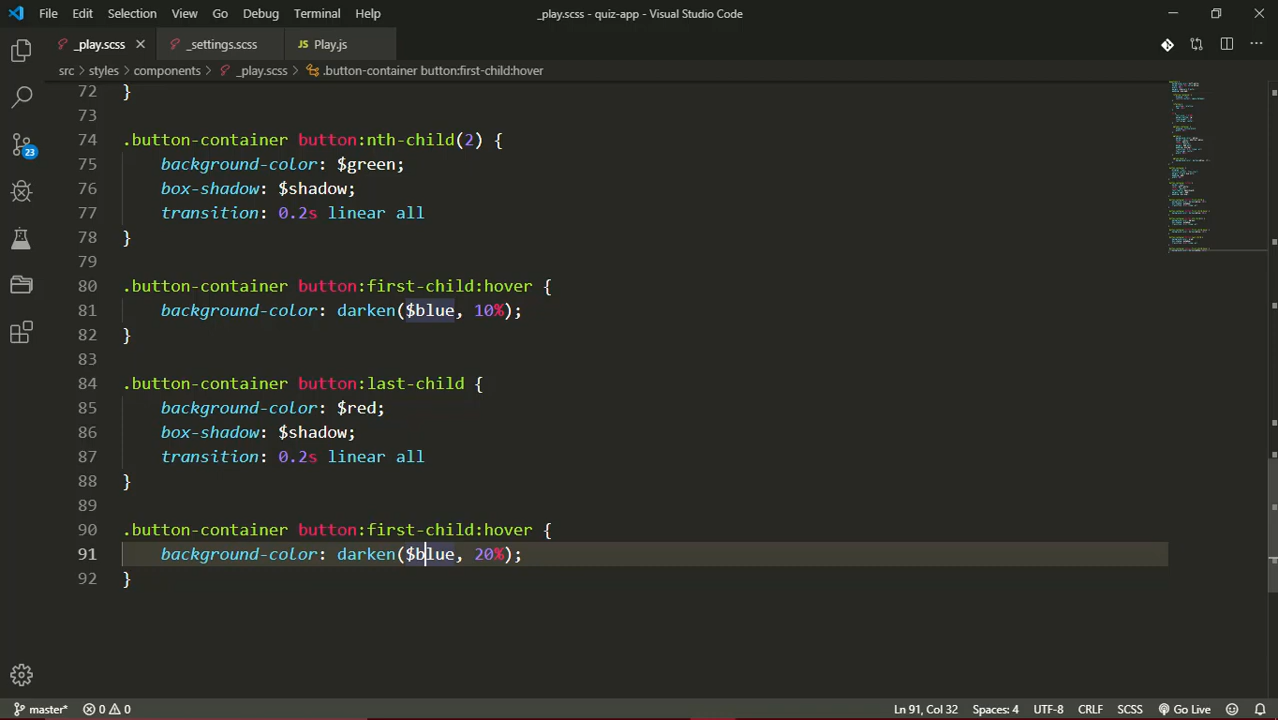 File Edit Selection View Go Debug Terminal Help _play.scss - quiz-app - Visual Studio Code
_play.scss _settings.scss JS Play.js
src > styles > components > _play.scss > .button-container button:first-child:hover
72 }
73
74 .button-container button:nth-child(2) {
75 background-color: $green;
76 box-shadow: $shadow;
77 transition: 0.2s linear all
78 }
79
80 .button-container button:first-child:hover {
81 background-color: darken($blue, 10%);
82 }
83
84 .button-container button:last-child {
85 background-color: $red;
86 box-shadow: $shadow;
87 transition: 0.2s linear all
88 }
89
90 .button-container button:first-child:hover {
91 background-color: darken($blue, 20%);
92 }
23
master* 0 0 Ln 91, Col 32 Spaces: 4 UTF-8 CRLF SCSS Go Live